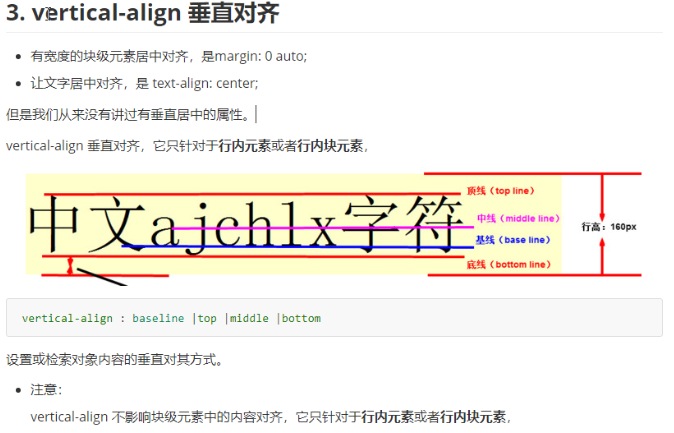 3. vertical-align 垂直对齐
有宽度的块级元素居中对齐，是margin: 0 auto;
让文字居中对齐，是 text-align: center;
但是我们从来没有讲过有垂直居中的属性。
vertical-align 垂直对齐，它只针对于行内元素或者行内块元素，
中文ajchlx字符
顶线（top line）
中线（middle line）
基线（base line）
底线（bottom line）
行高：160px
vertical-align : baseline |top |middle |bottom
设置或检索对象内容的垂直对其方式。
注意：
vertical-align 不影响块级元素中的内容对齐，它只针对于行内元素或者行内块元素，